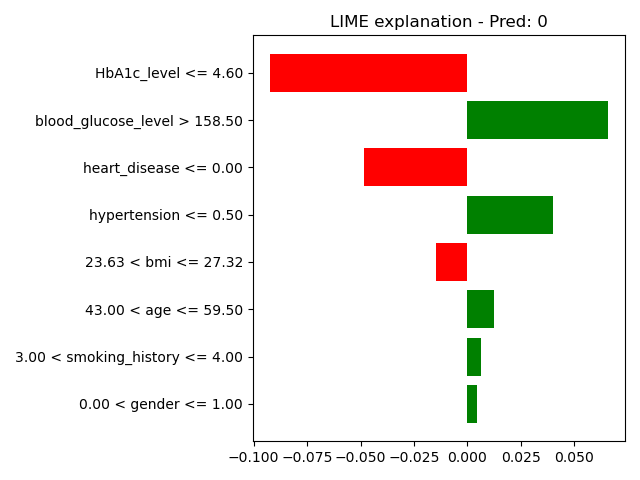 LIME explanation - Pred: 0
HbA1c_level <= 4.60
blood_glucose_level > 158.50
heart_disease <= 0.00
hypertension <= 0.50
23.63 < bmi <= 27.32
43.00 < age <= 59.50
3.00 < smoking_history <= 4.00
0.00 < gender <= 1.00
−0.100 −0.075 −0.050 −0.025 0.000 0.025 0.050